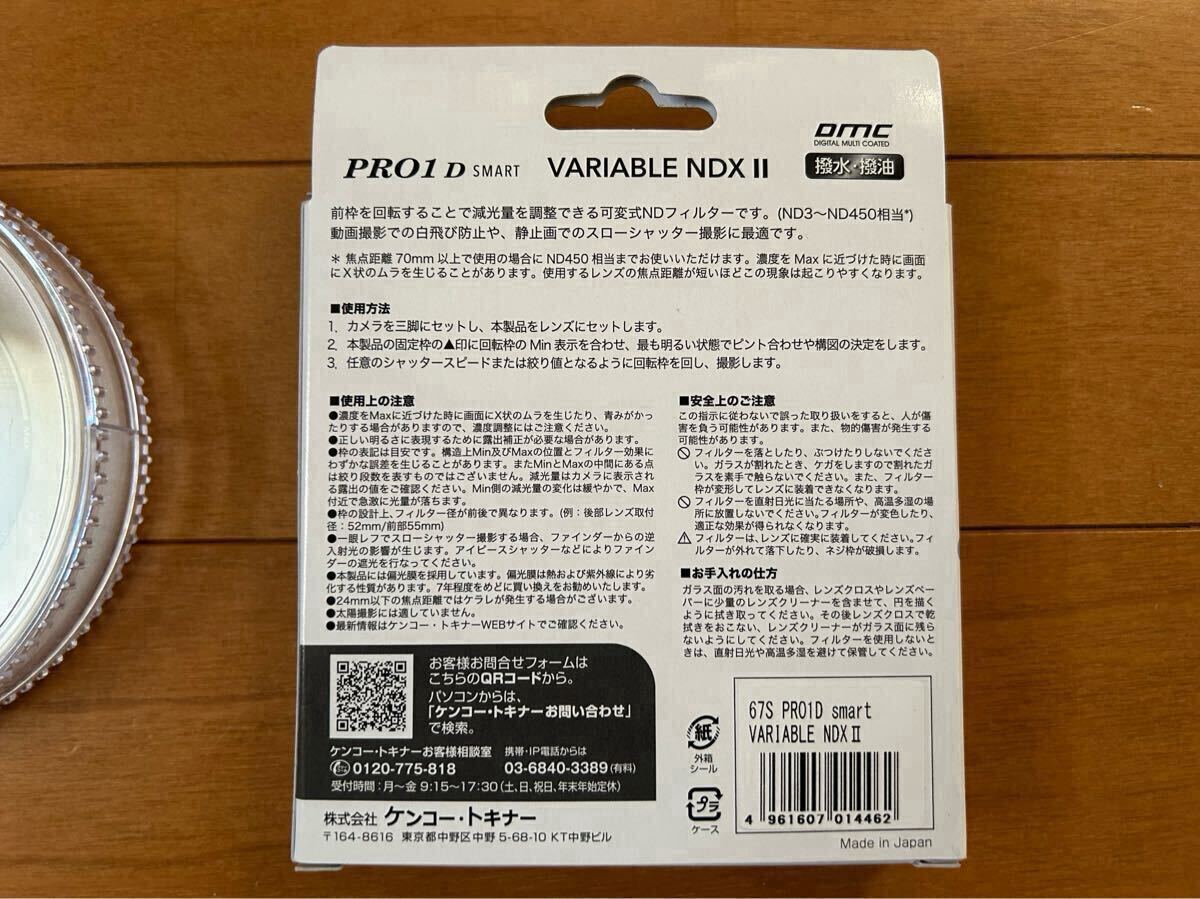 DMC
DIGITAL MULTI COATED
PRO1 D SMART VARIABLE NDX II
撥水・撥油
前枠を回転することで減光量を調整できる可変式NDフィルターです。(ND3～ND450相当*)
動画撮影での白飛び防止や、静止画でのスローシャッター撮影に最適です。
＊ 焦点距離 70mm 以上で使用の場合に ND450 相当までお使いいただけます。濃度を Max に近づけた時に画面
にX状のムラを生じることがあります。使用するレンズの焦点距離が短いほどこの現象は起こりやすくなります。
■使用方法
1. カメラを三脚にセットし、本製品をレンズにセットします。
2. 本製品の固定枠の▲印に回転枠の Min 表示を合わせ、最も明るい状態でピント合わせや構図の決定をします。
3. 任意のシャッタースピードまたは絞り値となるように回転枠を回し、撮影します。
■使用上の注意
●濃度をMaxに近づけた時に画面にX状のムラを生じたり、青みがかっ
たりする場合がありますので、濃度調整にはご注意ください。
●正しい明るさに表現するために露出補正が必要な場合があります。
●枠の表記は目安です。構造上Min及びMaxの位置とフィルター効果に
わずかな誤差を生じることがあります。またMinとMaxの中間にある点
は絞り段数を表すものではございません。減光量はカメラに表示され
る露出の値をご確認ください。Min側の減光量の変化は緩やかで、Max
付近で急激に光量が落ちます。
●枠の設計上、フィルター径が前後で異なります。(例：後部レンズ取付
径：52mm/前部55mm)
●一眼レフでスローシャッター撮影する場合、ファインダーからの逆
入射光の影響が生じます。アイピースシャッターなどによりファイン
ダーの遮光を行なってください。
●本製品には偏光膜を採用しています。偏光膜は熱および紫外線により劣
化する性質があります。7年程度をめどに買い換えをお勧めいたします。
●24mm以下の焦点距離ではケラレが発生する場合がございます。
●太陽撮影には適していません。
●最新情報はケンコー・トキナーWEBサイトでご確認ください。
■安全上のご注意
この指示に従わないで誤った取り扱いをすると、人が傷
害を負う可能性があります。また、物的傷害が発生する
可能性があります。
フィルターを落としたり、ぶつけたりしないでくださ
い。ガラスが割れたとき、ケガをしますので割れたガ
ラスを素手で触らないでください。また、フィルター
枠が変形してレンズに装着できなくなります。
フィルターを直射日光に当たる場所や、高温多湿の場
所に放置しないでください。フィルターが変色したり、
適正な効果が得られなくなります。
フィルターは、レンズに確実に装着してください。フィ
ルターが外れて落下したり、ネジ枠が破損します。
■お手入れの仕方
ガラス面の汚れを取る場合、レンズクロスやレンズペー
パーに少量のレンズクリーナーを含ませて、円を描く
ように拭き取ってください。その後レンズクロスで乾
拭きをおこない、レンズクリーナーがガラス面に残ら
ないようにしてください。フィルターを使用しないと
きは、直射日光や高温多湿を避けて保管してください。
お客様お問合せフォームは
こちらのQRコードから。
パソコンからは、
「ケンコー・トキナーお問い合わせ」
で検索。
ケンコー・トキナーお客様相談室 携帯・IP電話からは
0120-775-818 03-6840-3389 (有料)
受付時間：月～金 9:15～17:30 (土、日、祝日、年末年始定休)
株式会社 ケンコー・トキナー
〒164-8616 東京都中野区中野 5-68-10 KT中野ビル
紙
外箱
シール
プラ
ケース
67S PRO1D smart
VARIABLE NDXⅡ
4 961607 014462
Made in Japan